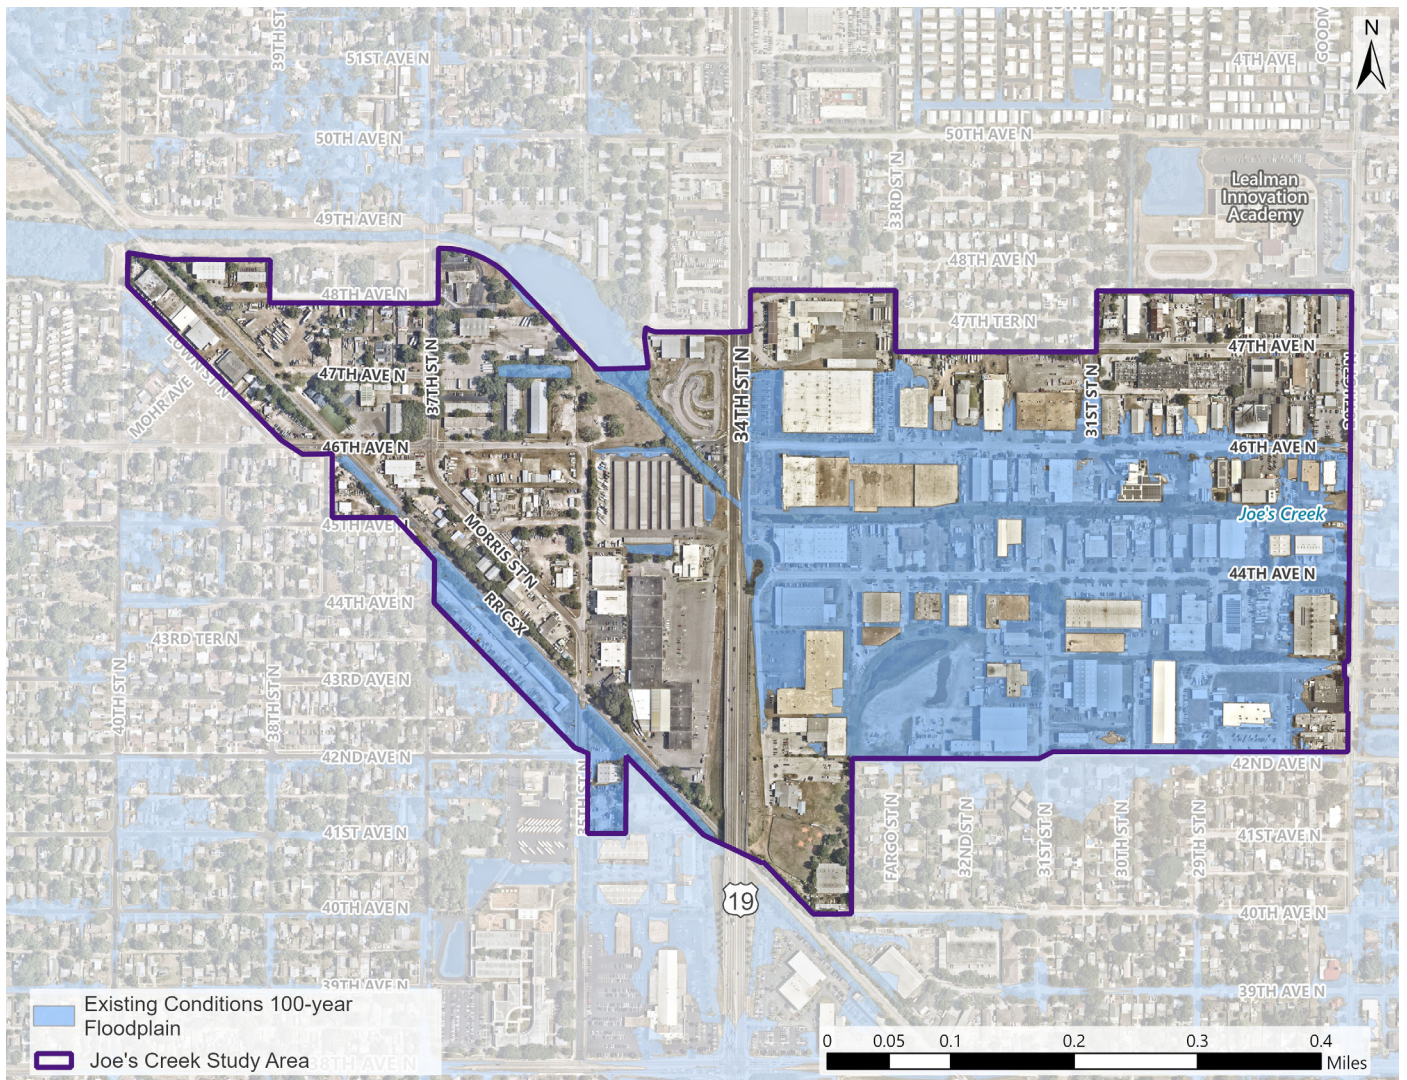 N
39TH ST
51ST AVE N
4TH AVE
50TH AVE N
50TH AVE N
33RD ST N
Lealman
Innovation
Academy
49TH AVE N
48TH AVE N
48TH AVE N
47TH TER N
47TH AVE N
LOWN ST N
MOHR AVE
47TH AVE N
37TH ST N
34TH ST N
31ST ST N
46TH AVE N
46TH AVE N
Joe's Creek
45TH AVE N
MORRIS ST N
RR CSX
44TH AVE N
44TH AVE N
43RD TER N
43RD AVE N
40TH ST N
38TH ST N
42ND AVE N
42ND AVE N
35TH ST N
41ST AVE N
FARGO ST N
32ND ST N
31ST ST N
30TH ST N
29TH ST N
41ST AVE N
19
40TH AVE N
40TH AVE N
39TH AVE N
39TH AVE N
Existing Conditions 100-year
Floodplain
Joe's Creek Study Area
38TH AVE N
0 0.05 0.1 0.2 0.3 0.4
Miles